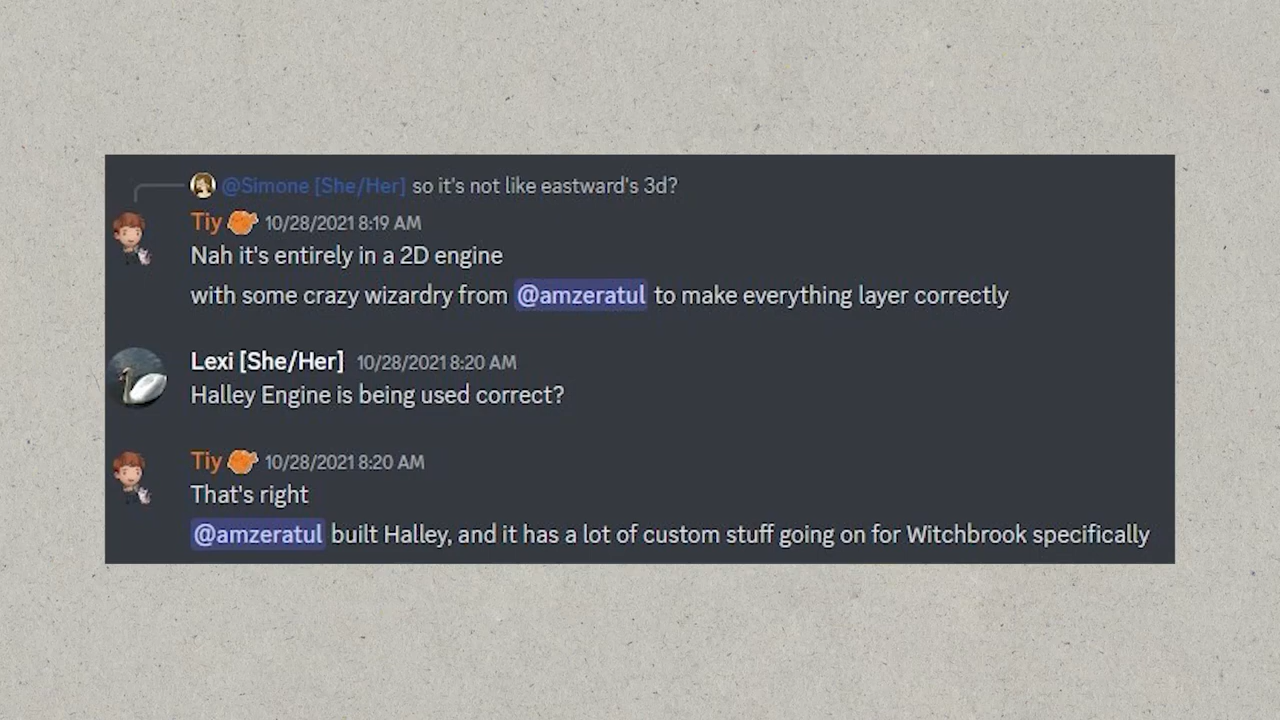 @Simone [She/Her] so it's not like eastward's 3d?
Tiy 10/28/2021 8:19 AM
Nah it's entirely in a 2D engine
with some crazy wizardry from @amzeratul to make everything layer correctly
Lexi [She/Her] 10/28/2021 8:20 AM
Halley Engine is being used correct?
Tiy 10/28/2021 8:20 AM
That's right
@amzeratul built Halley, and it has a lot of custom stuff going on for Witchbrook specifically